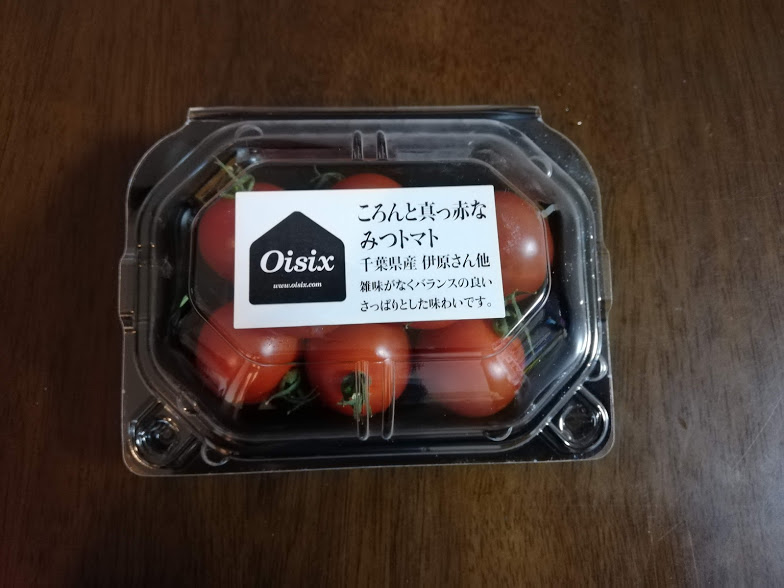 Oisix
www.oisix.com
ころんと真っ赤な
みつトマト
千葉県産 伊原さん他
雑味がなくバランスの良い
さっぱりとした味わいです。